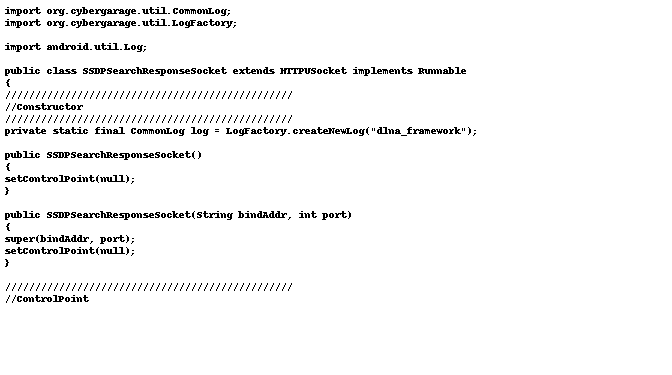 import org.cybergarage.util.CommonLog;
import org.cybergarage.util.LogFactory;
import android.util.Log;
public class SSDPSearchResponseSocket extends HTTPUSocket implements Runnable
{
////////////////////////////////////////////////
//Constructor
////////////////////////////////////////////////
private static final CommonLog log = LogFactory.createNewLog("dlna_framework");
public SSDPSearchResponseSocket()
{
setControlPoint(null);
}
public SSDPSearchResponseSocket(String bindAddr, int port)
{
super(bindAddr, port);
setControlPoint(null);
}
////////////////////////////////////////////////
//ControlPoint